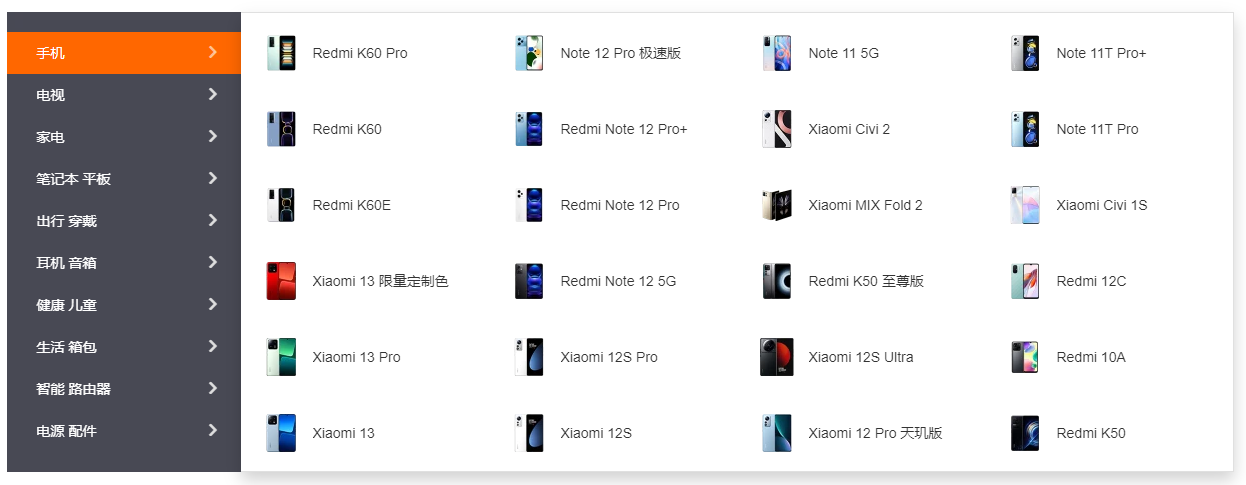 手机
电视
家电
笔记本 平板
出行 穿戴
耳机 音箱
健康 儿童
生活 箱包
智能 路由器
电源 配件
Redmi K60 Pro
Redmi K60
Redmi K60E
Xiaomi 13 限量定制色
Xiaomi 13 Pro
Xiaomi 13
Note 12 Pro 极速版
Redmi Note 12 Pro+
Redmi Note 12 Pro
Redmi Note 12 5G
Xiaomi 12S Pro
Xiaomi 12S
Note 11 5G
Xiaomi Civi 2
Xiaomi MIX Fold 2
Redmi K50 至尊版
Xiaomi 12S Ultra
Xiaomi 12 Pro 天玑版
Note 11T Pro+
Note 11T Pro
Xiaomi Civi 1S
Redmi 12C
Redmi 10A
Redmi K50